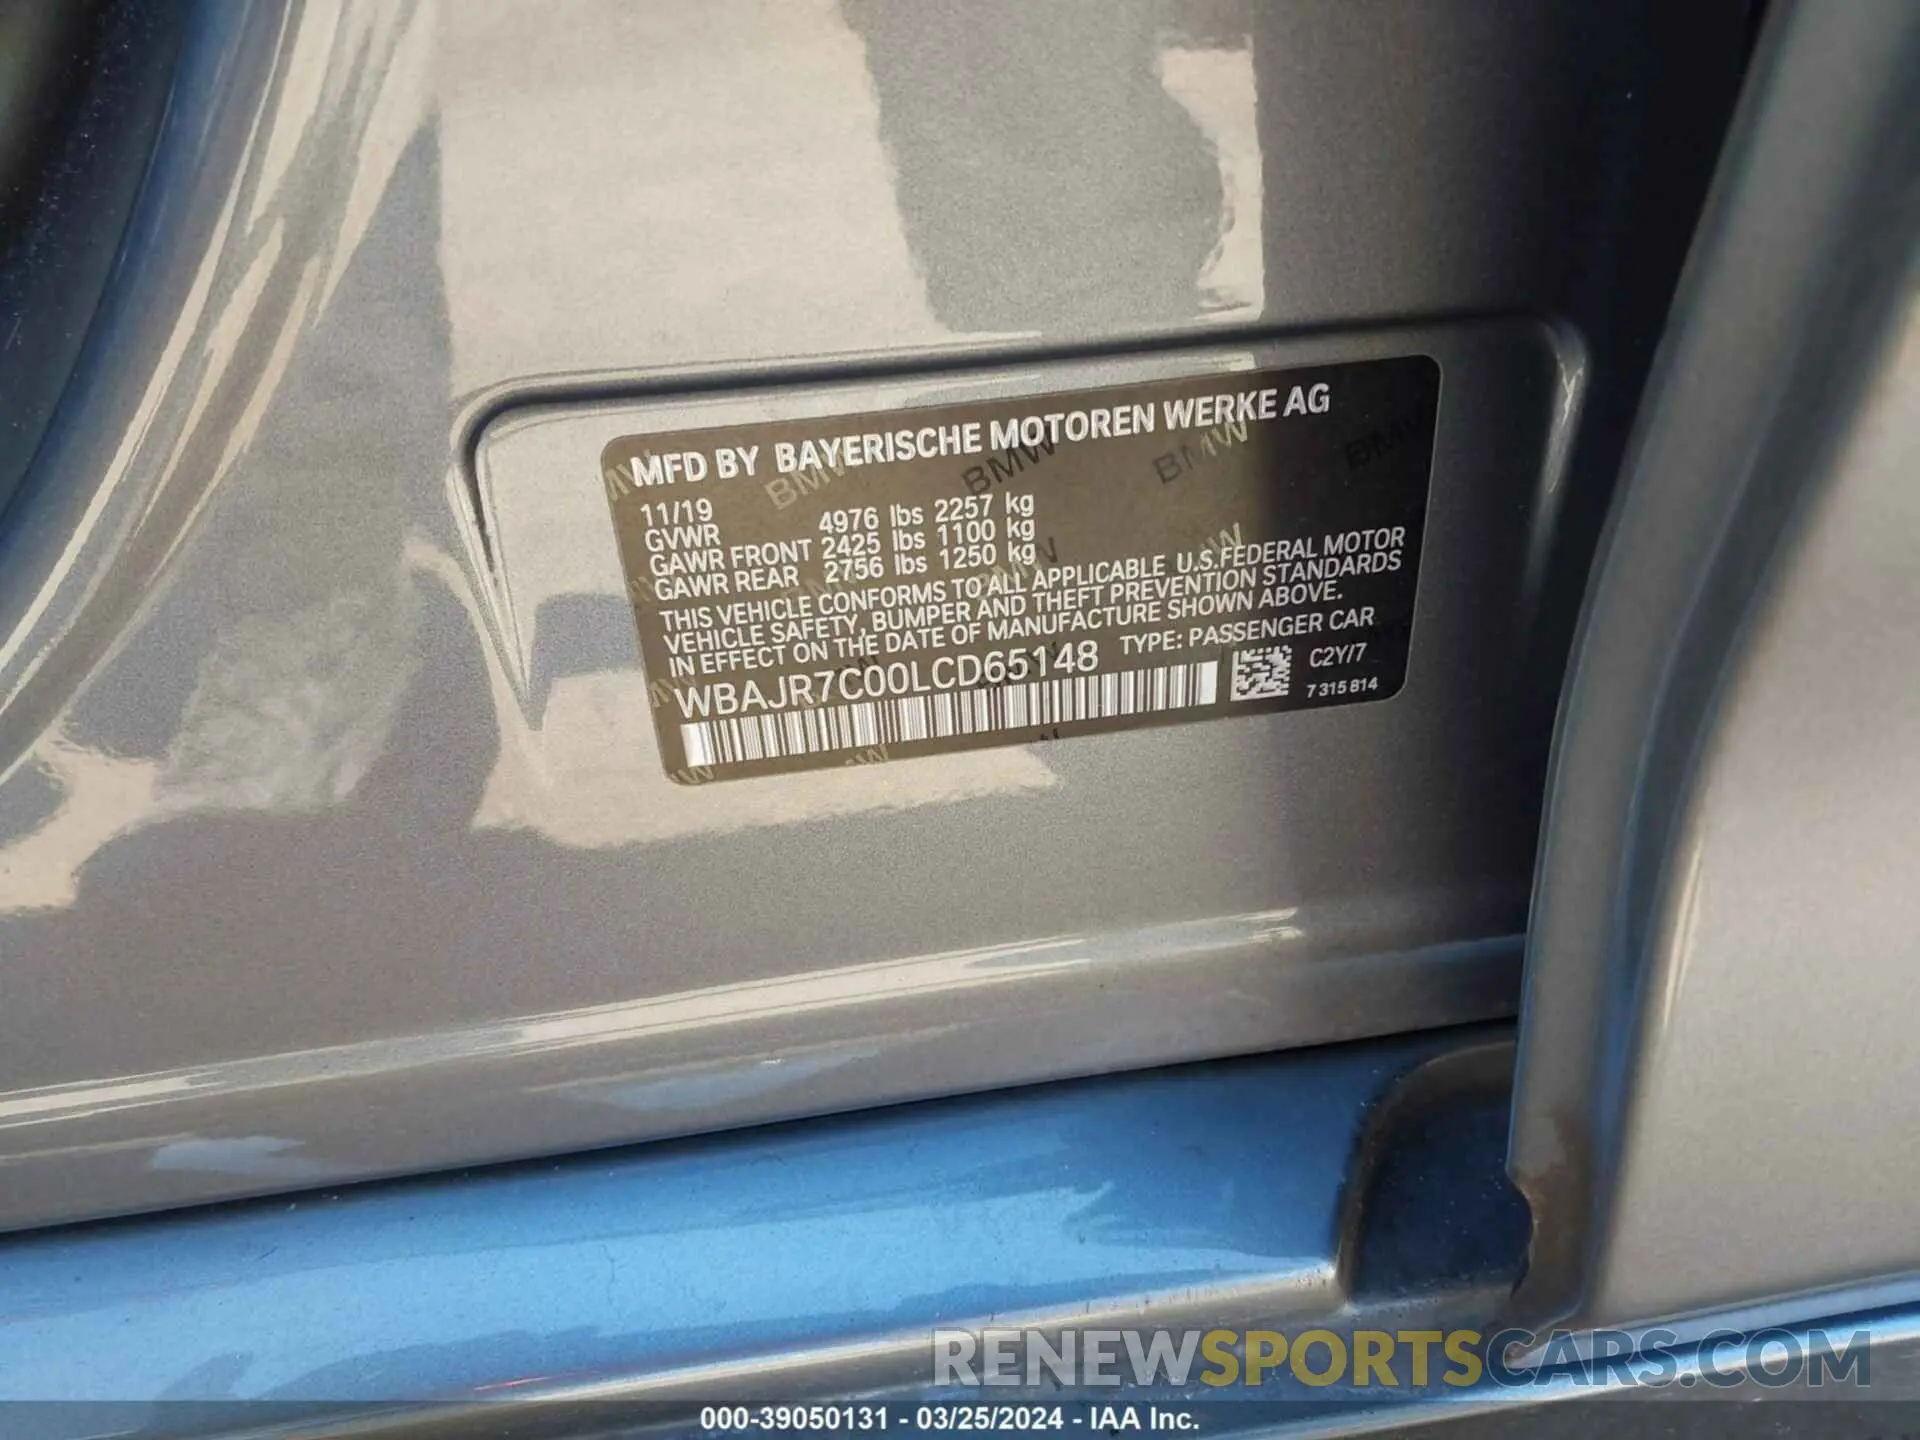 MFD BY BAYERISCHE MOTOREN WERKE AG
11/19
GVWR 4976 lbs 2257 kg
GAWR FRONT 2425 lbs 1100 kg
GAWR REAR 2756 lbs 1250 kg
THIS VEHICLE CONFORMS TO ALL APPLICABLE U.S.FEDERAL MOTOR
VEHICLE SAFETY, BUMPER AND THEFT PREVENTION STANDARDS
IN EFFECT ON THE DATE OF MANUFACTURE SHOWN ABOVE.
WBAJR7C00LCD65148 TYPE: PASSENGER CAR
C2Y/7
7 315 814
RENEWSPORTSCARS.COM
000-39050131 - 03/25/2024 - IAA Inc.